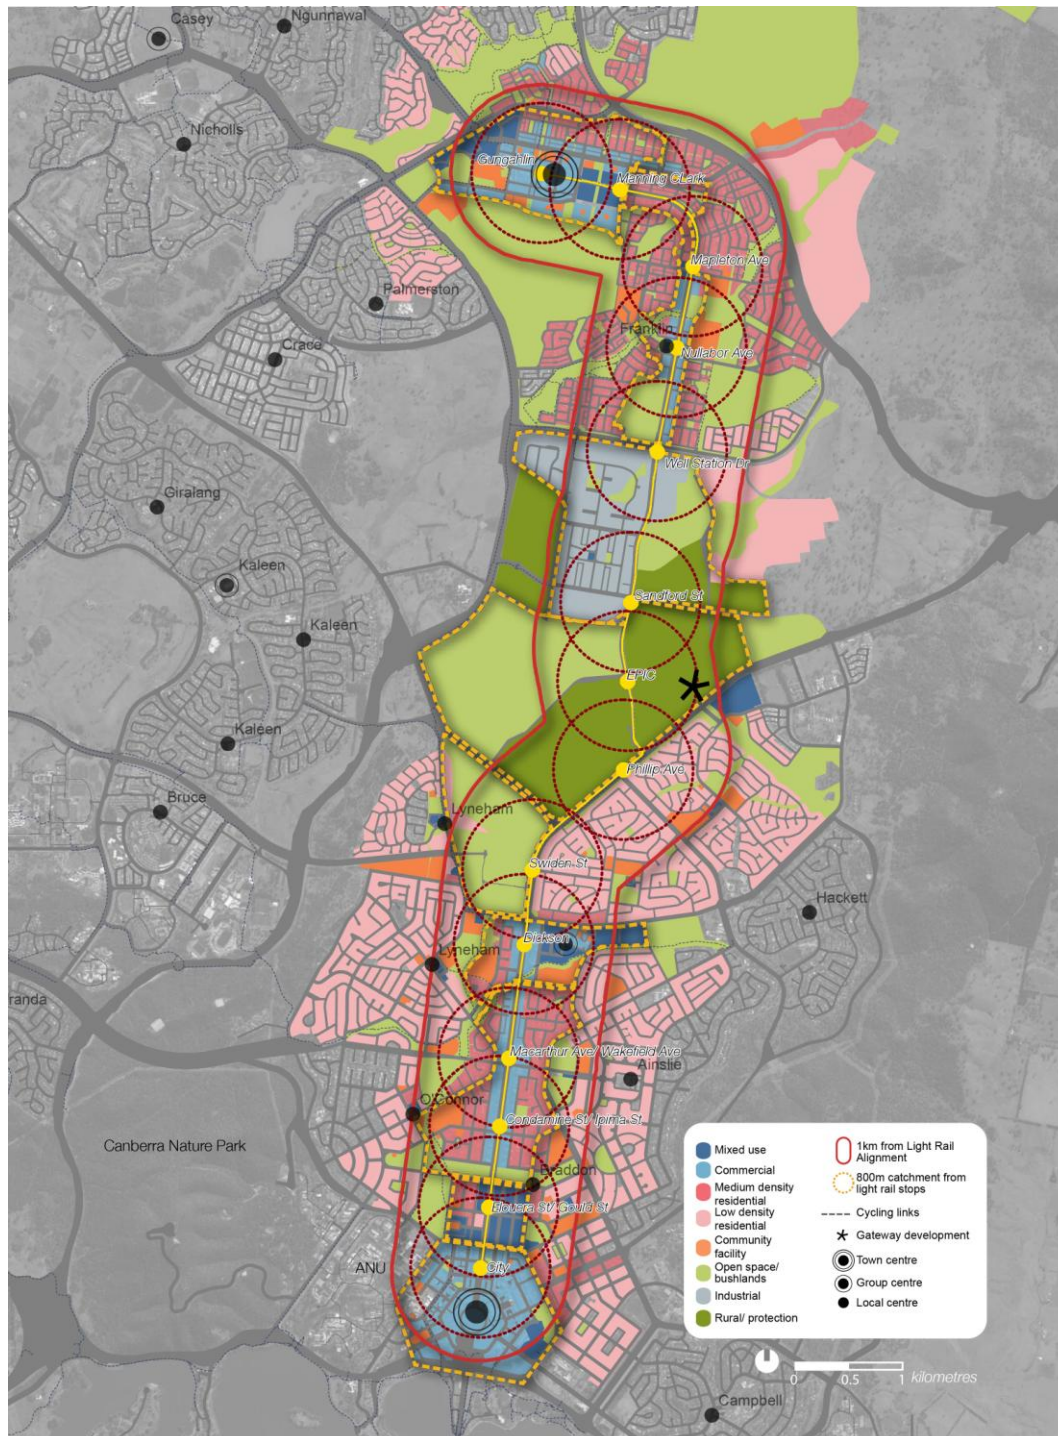 Casey
Ngunnawal
Nicholls
Gungahlin
Manning CLark
Mapleton Ave
Palmerston
Franklin
Nullabor Ave
Crace
Well Station Dr
Giralang
Kaleen
Sandford St
Kaleen
EPIC
Kaleen
Phillip Ave
Bruce
Lyneham
Swiden St
Hackett
Dickson
Lyneham
randa
Macarthur Ave/ Wakefield Ave
Ainslie
O'Connor
Condamine St/ Ipima St
Canberra Nature Park
Braddon
Elouera St/ Gould St
ANU
City
Mixed use
Commercial
Medium density
residential
Low density
residential
Community
facility
Open space/
bushlands
Industrial
Rural/ protection
1km from Light Rail
Alignment
800m catchment from
light rail stops
Cycling links
Gateway development
Town centre
Group centre
Local centre
0 0.5 1 kilometres
Campbell